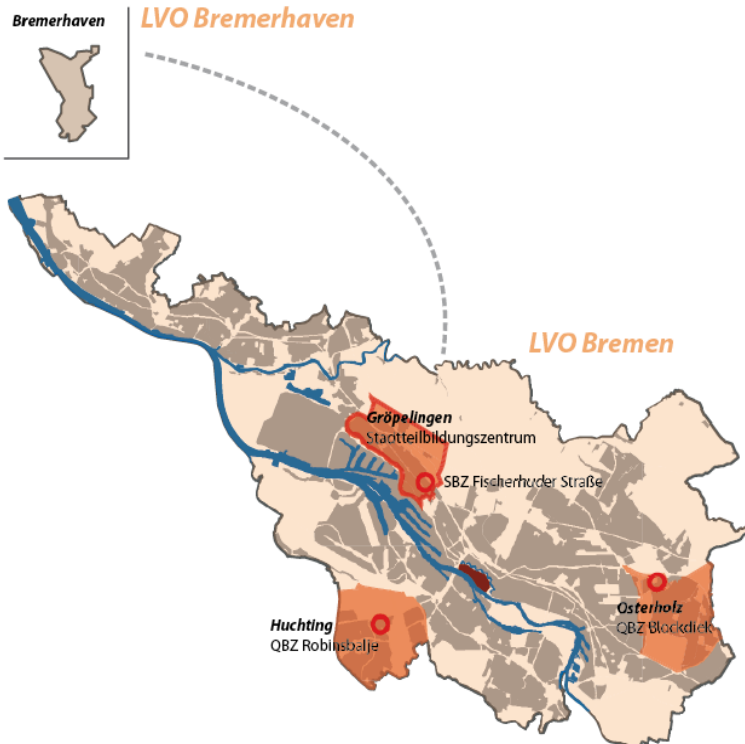 Bremerhaven
LVO Bremerhaven
LVO Bremen
Gröpelingen
Stadtteilbildungszentrum
SBZ Fischerhuder Straße
Osterholz
QBZ Blockdiek
Huchting
QBZ Robinsbalje